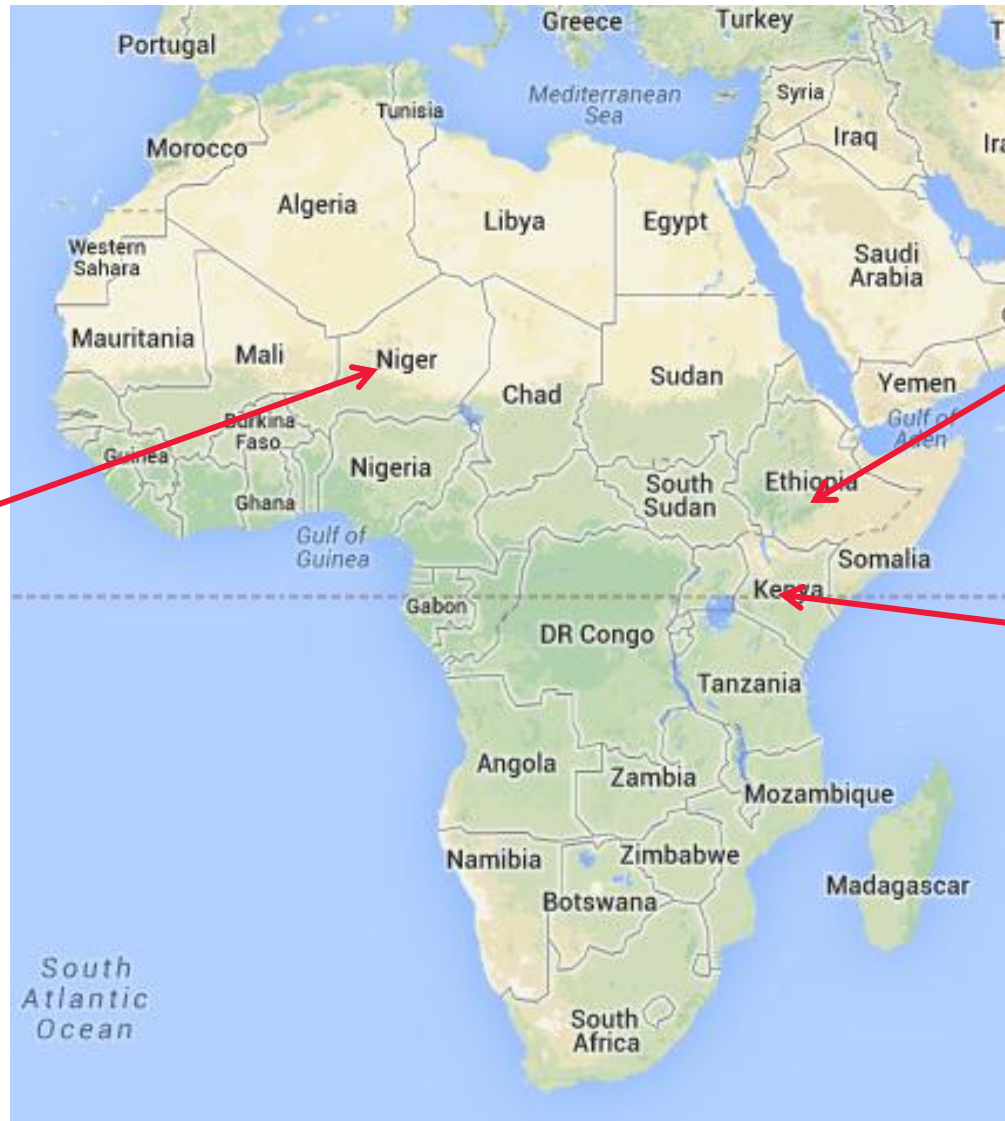 Greece
Turkey
Portugal
T
Mediterranean
Sea
Syria
Tunisia
Iraq
Ira
Morocco
Algeria
Libya
Egypt
Western
Sahara
Saudi
Arabia
Mauritania
Mali
Niger
Chad
Sudan
Yemen
Gulf of
Aden
Burkina
Faso
Guinea
Nigeria
Ghana
South
Sudan
Ethiopia
Gulf of
Guinea
Somalia
Kenya
Gabon
DR Congo
Tanzania
Angola
Zambia
Mozambique
Namibia
Zimbabwe
Botswana
Madagascar
South
Atlantic
Ocean
South
Africa